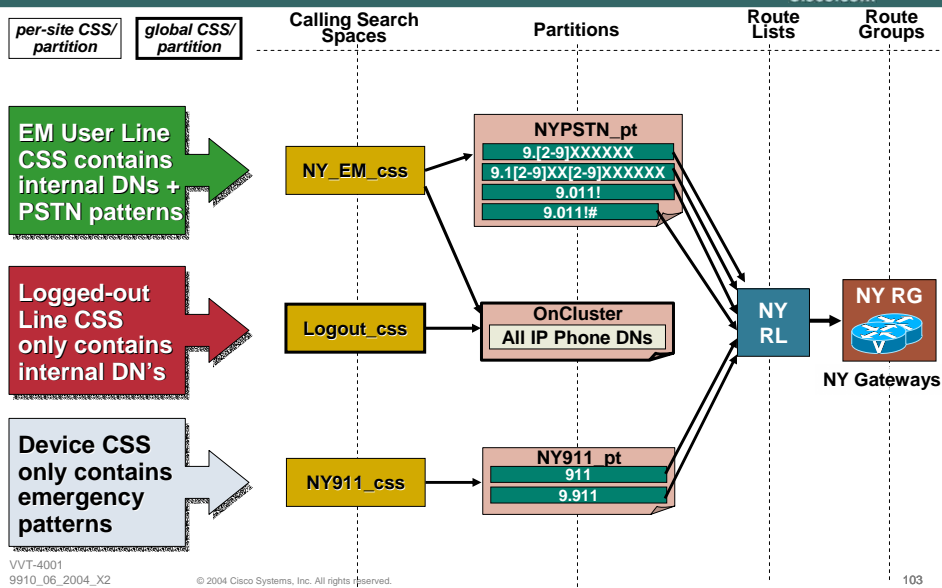 per-site CSS/
partition
global CSS/
partition
Calling Search
Spaces
Partitions
Route
Lists
Route
Groups
EM User Line
CSS contains
internal DNs +
PSTN patterns
NY_EM_css
NYPSTN_pt
9.[2-9]XXXXXX
9.1[2-9]XX[2-9]XXXXXX
9.011!
9.011!#
Logged-out
Line CSS
only contains
internal DN's
Logout_css
OnCluster
All IP Phone DNs
NY
RL
NY RG
V
NY Gateways
Device CSS
only contains
emergency
patterns
NY911_css
NY911_pt
911
9.911
VVT-4001
9910_06_2004_X2
© 2004 Cisco Systems, Inc. All rights reserved.
103